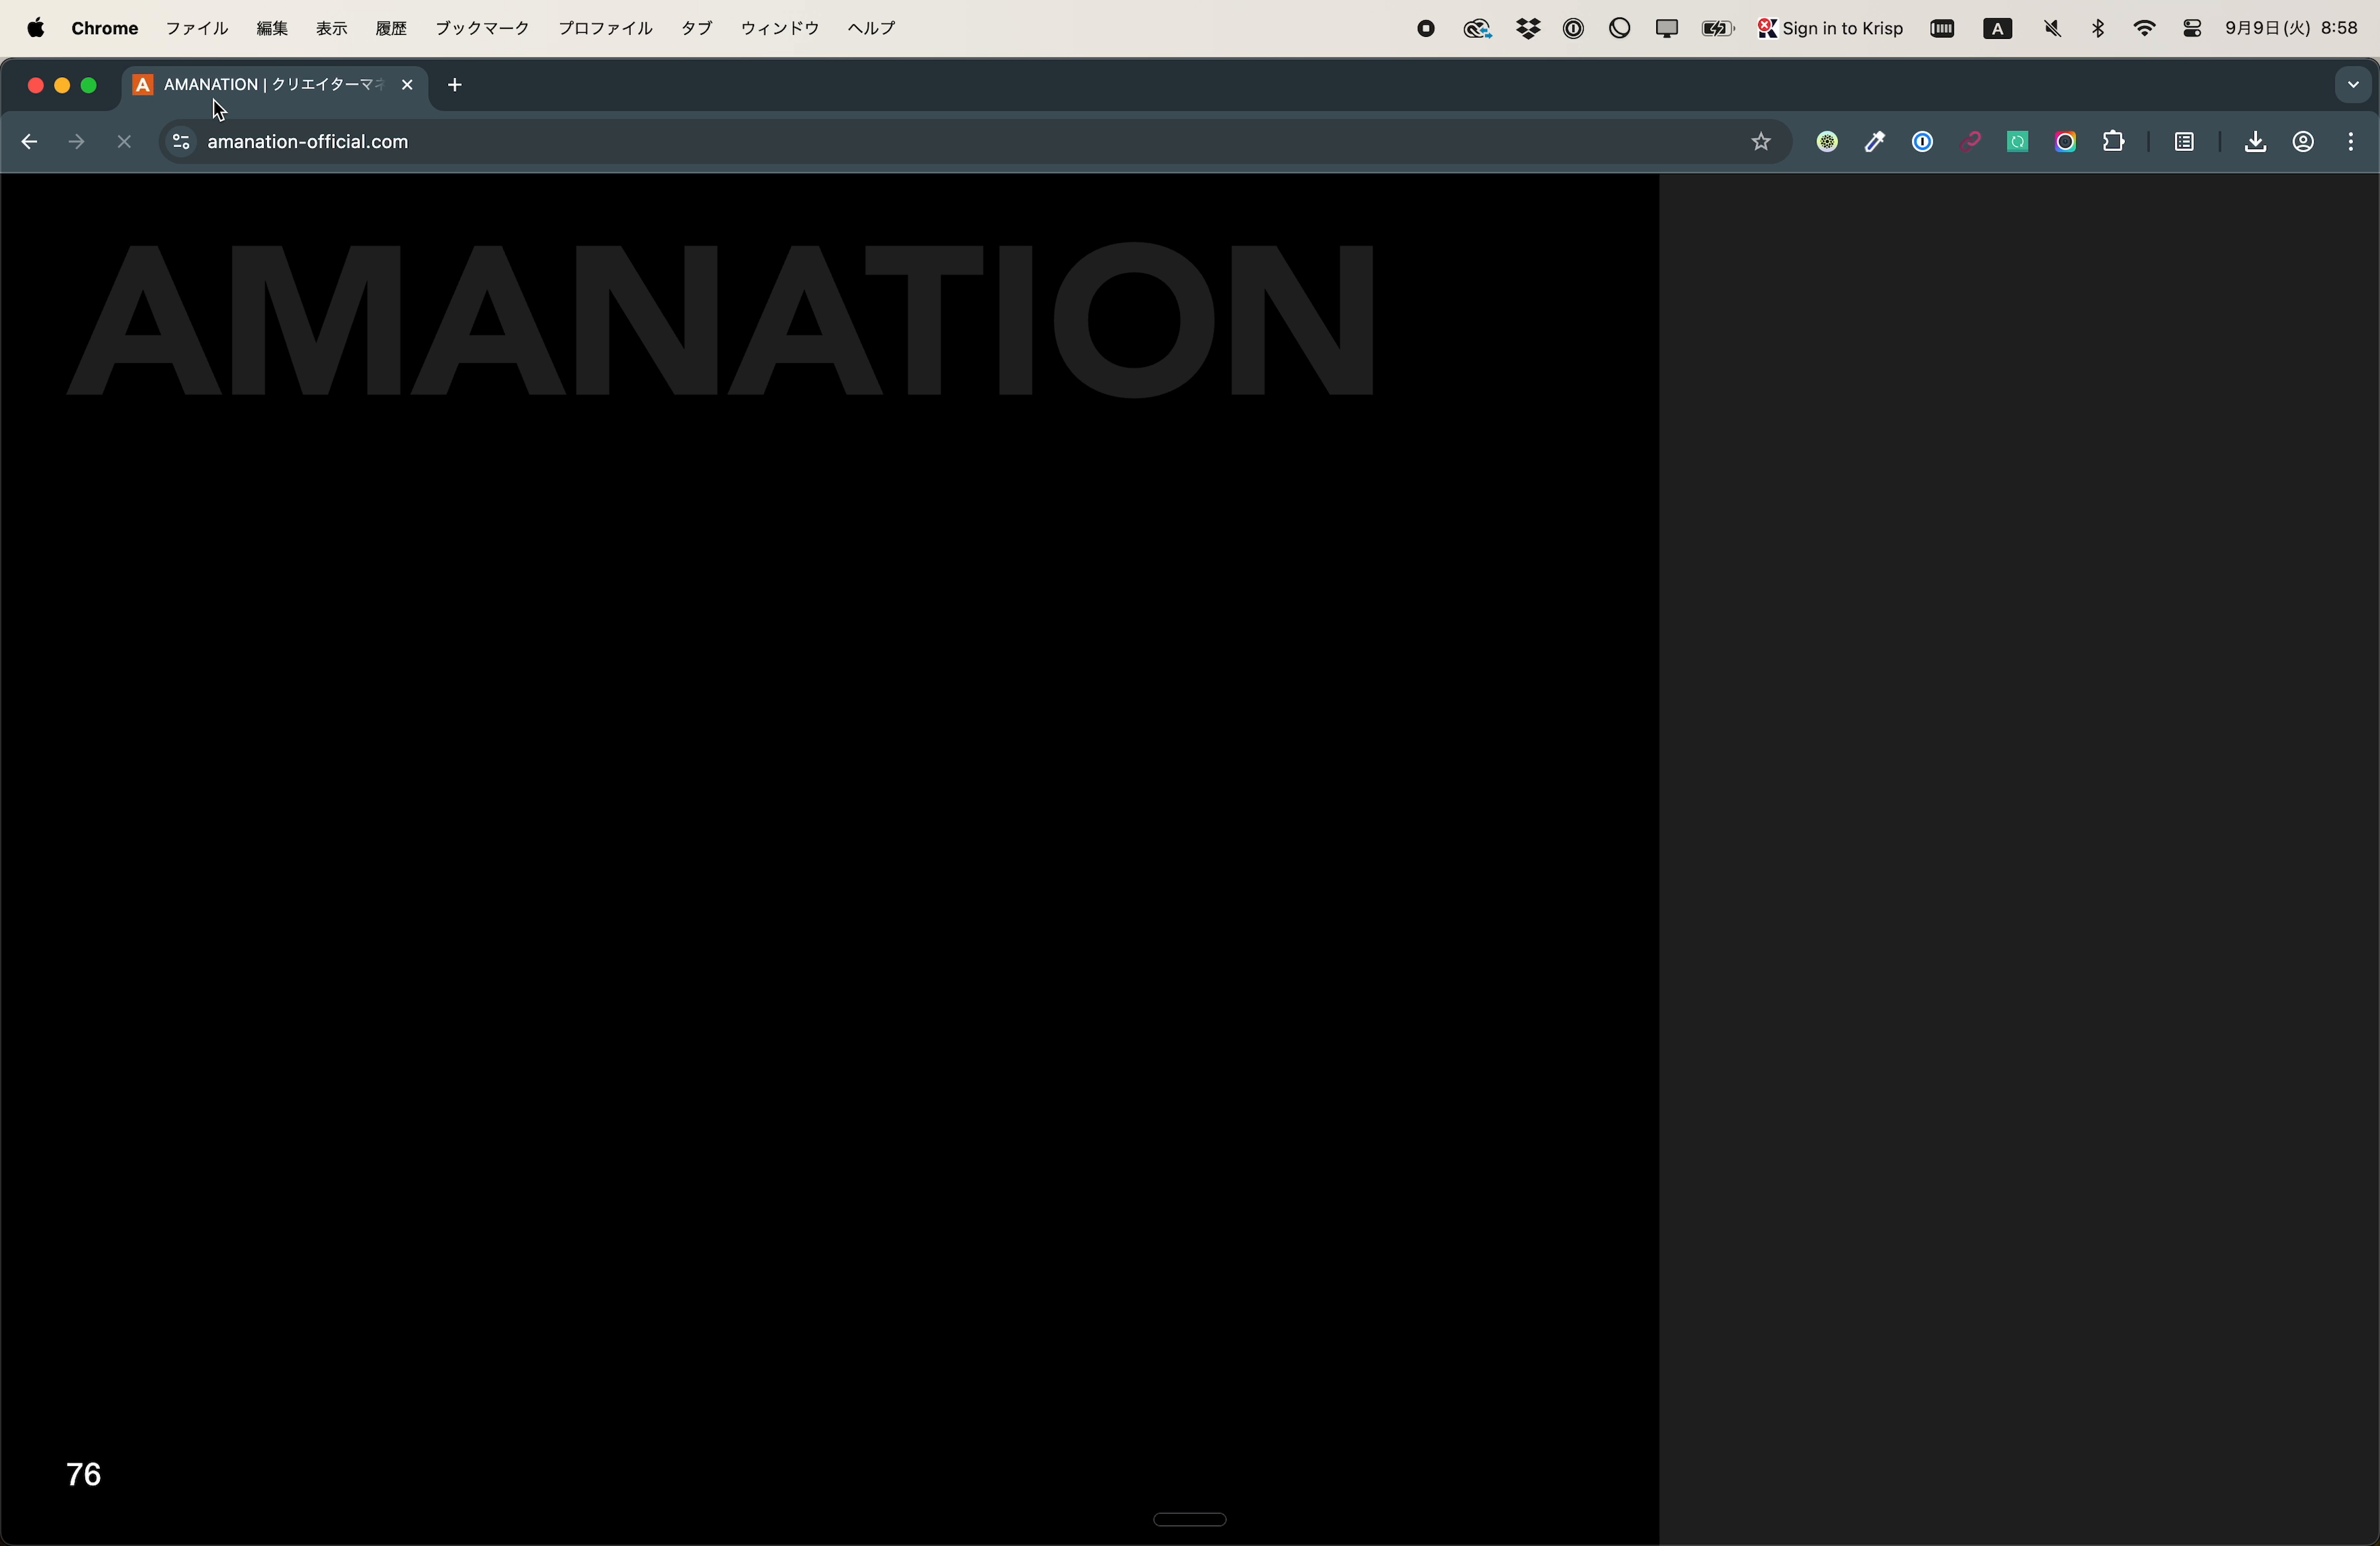 Chrome ファイル 編集 表示 履歴 ブックマーク プロファイル タブ ウィンドウ ヘルプ Sign in to Krisp A 9月9日(火) 8:58
A AMANATION | クリエイターマネ
amanation-official.com
AMANATION
76